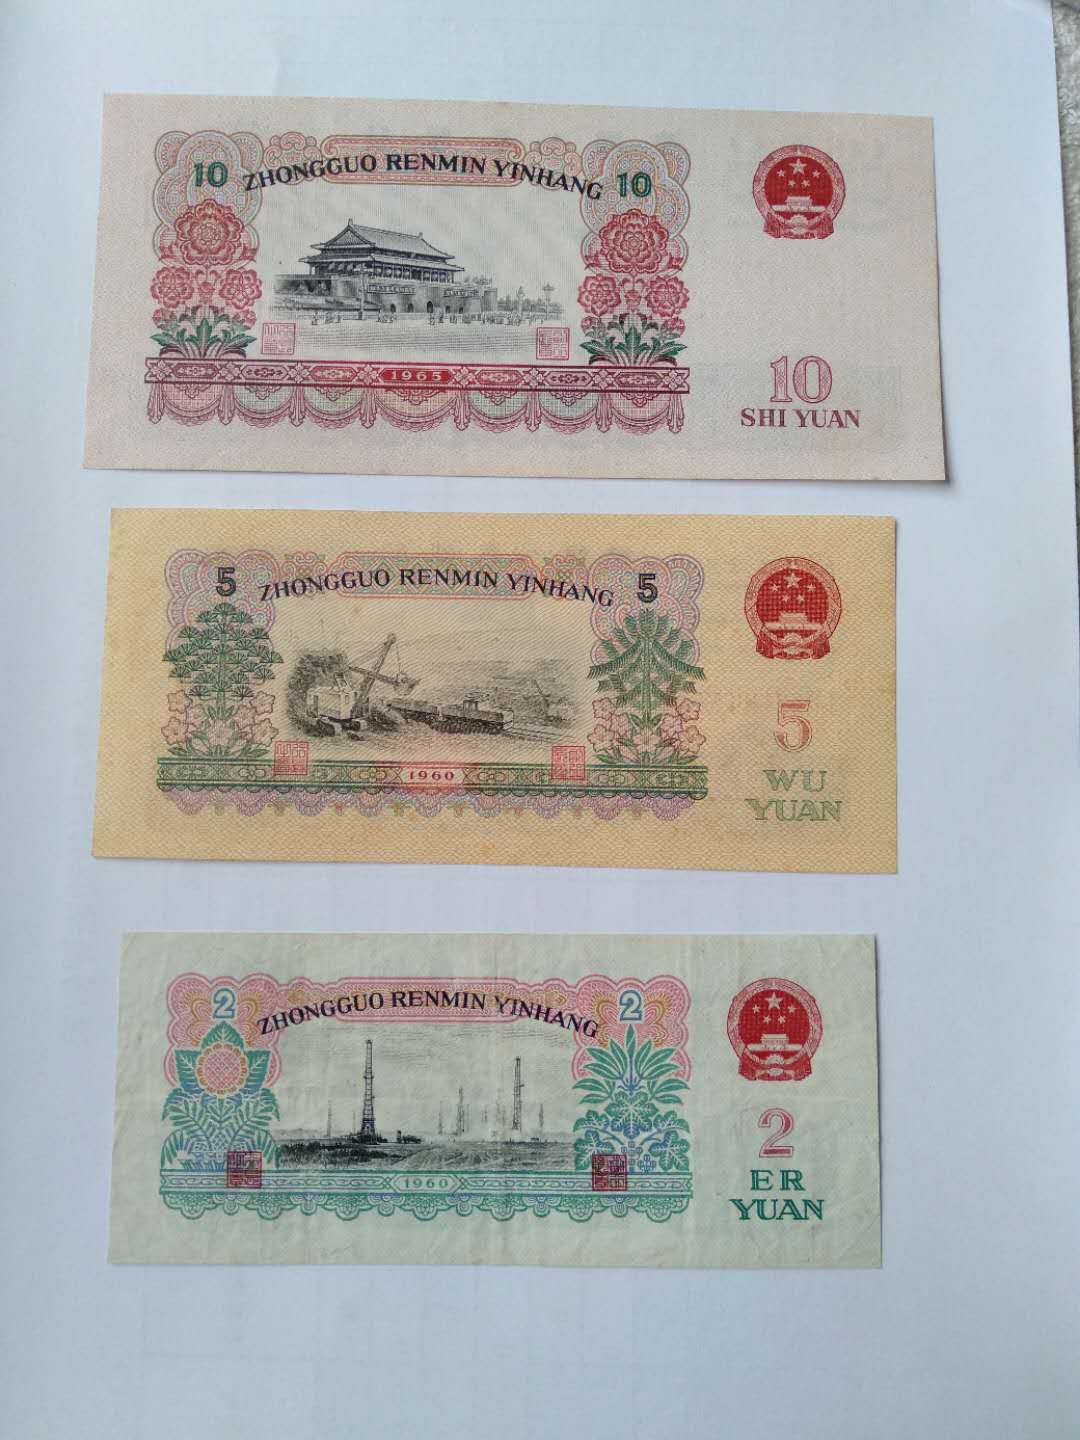 10 ZHONGGUO RENMIN YINHANG 10
1965
10
SHI YUAN
5 ZHONGGUO RENMIN YINHANG 5
1960
5
WU
YUAN
2 ZHONGGUO RENMIN YINHANG 2
1960
2
ER
YUAN